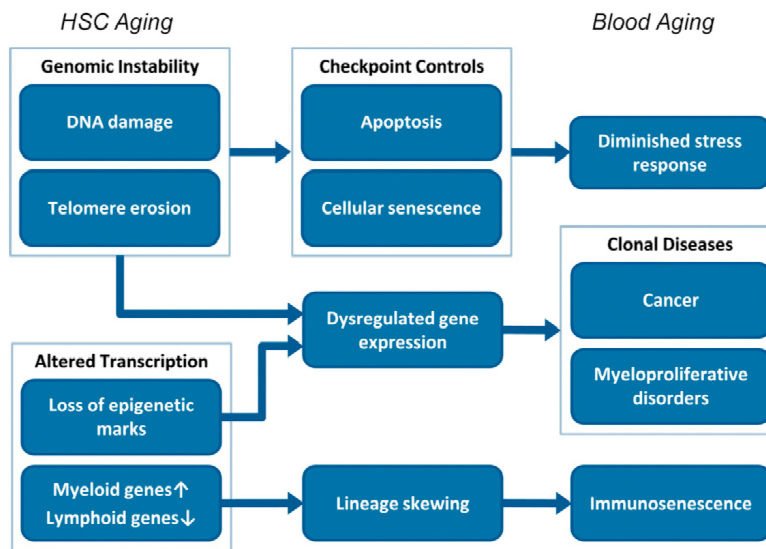 HSC Aging
Blood Aging
Genomic Instability
DNA damage
Telomere erosion
Checkpoint Controls
Apoptosis
Cellular senescence
Diminished stress
response
Clonal Diseases
Cancer
Myeloproliferative
disorders
Dysregulated gene
expression
Altered Transcription
Loss of epigenetic
marks
Myeloid genes↑
Lymphoid genes↓
Lineage skewing
Immunosenescence